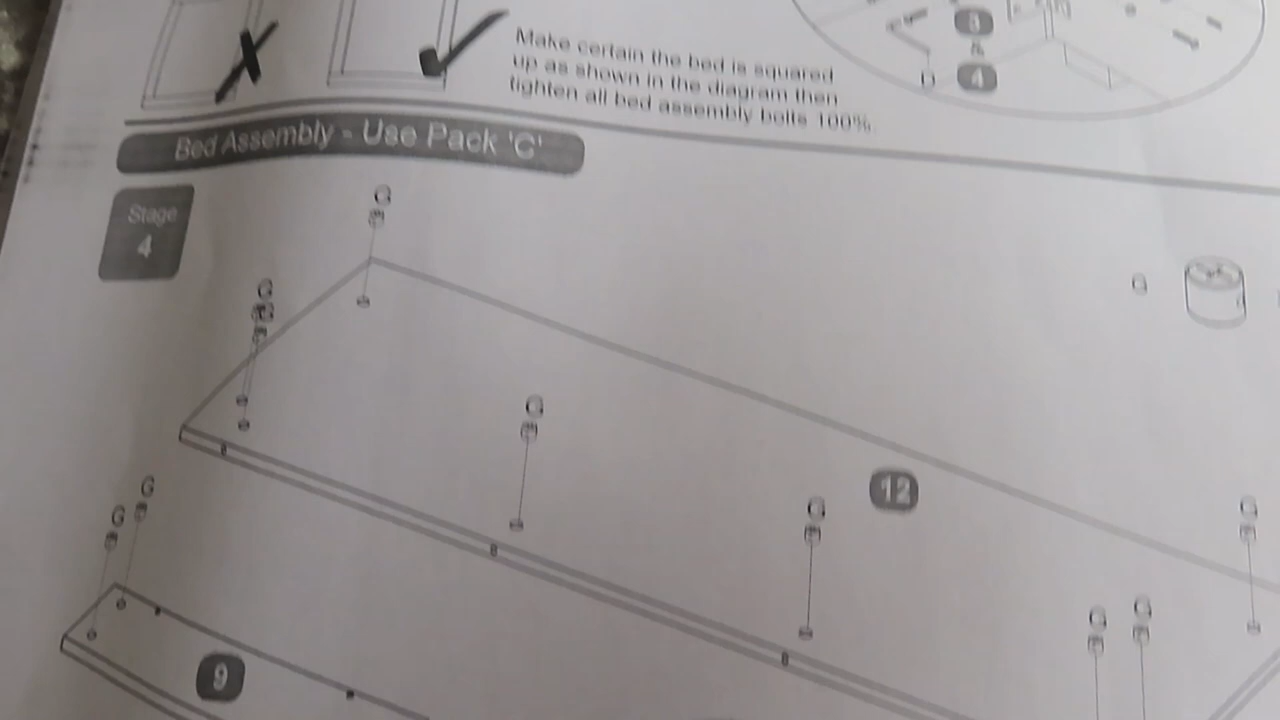 3
&
4
Make certain the bed is squared
up as shown in the diagram then
tighten all bed assembly bolts 100%.
Bed Assembly - Use Pack 'C'
Stage
4
G
G
G
G
12
G
G
G
G
G
G
G
9